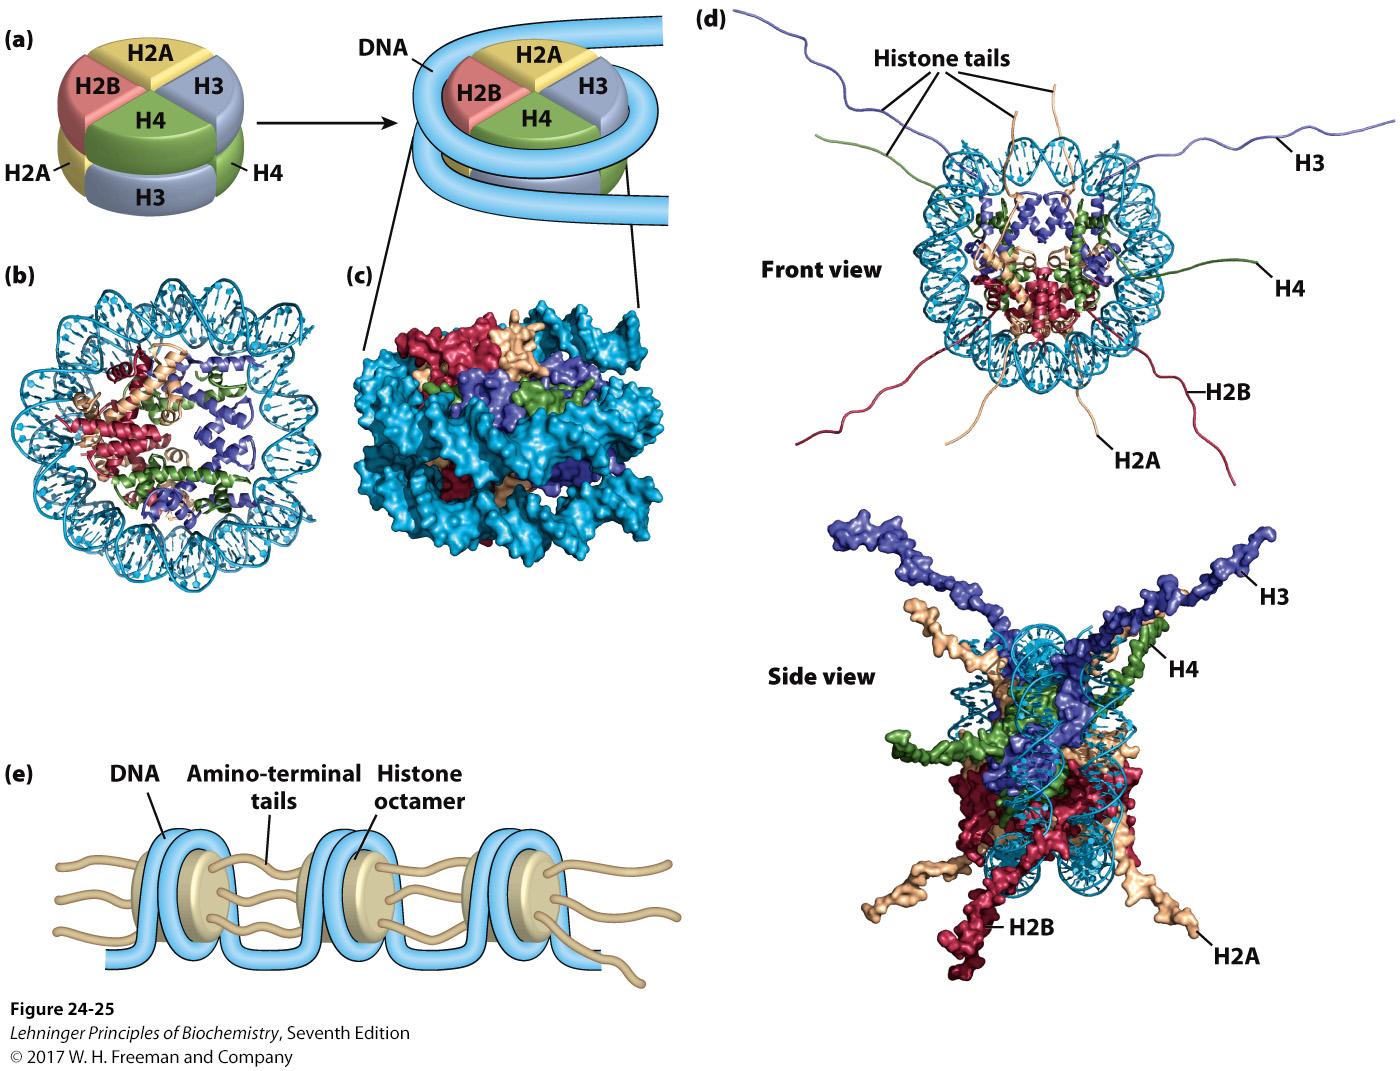 (a)
H2A
H2B
H3
H4
H2A
H4
H3
DNA
H2A
H2B
H3
H4
(b)
(c)
(d)
Histone tails
H3
Front view
H4
H2B
H2A
H3
Side view
H4
H2B
H2A
(e)
DNA
Amino-terminal
tails
Histone
octamer
Figure 24-25
Lehninger Principles of Biochemistry, Seventh Edition
© 2017 W. H. Freeman and Company